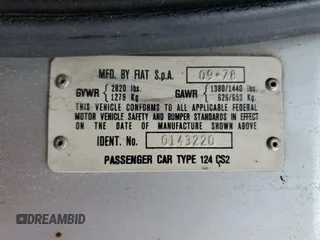 MFD. BY FIAT S.p.A. 09-78
GVWR 2820 lbs. 1279 Kg GAWR 1380/1440 lbs. 626/653 Kg.
THIS VEHICLE CONFORMS TO ALL APPLICABLE FEDERAL
MOTOR VEHICLE SAFETY AND BUMPER STANDARDS IN EFFECT
ON THE DATE OF MANUFACTURE SHOWN ABOVE
IDENT. No. 0143220
PASSENGER CAR TYPE 124 CS2
DREAMBID